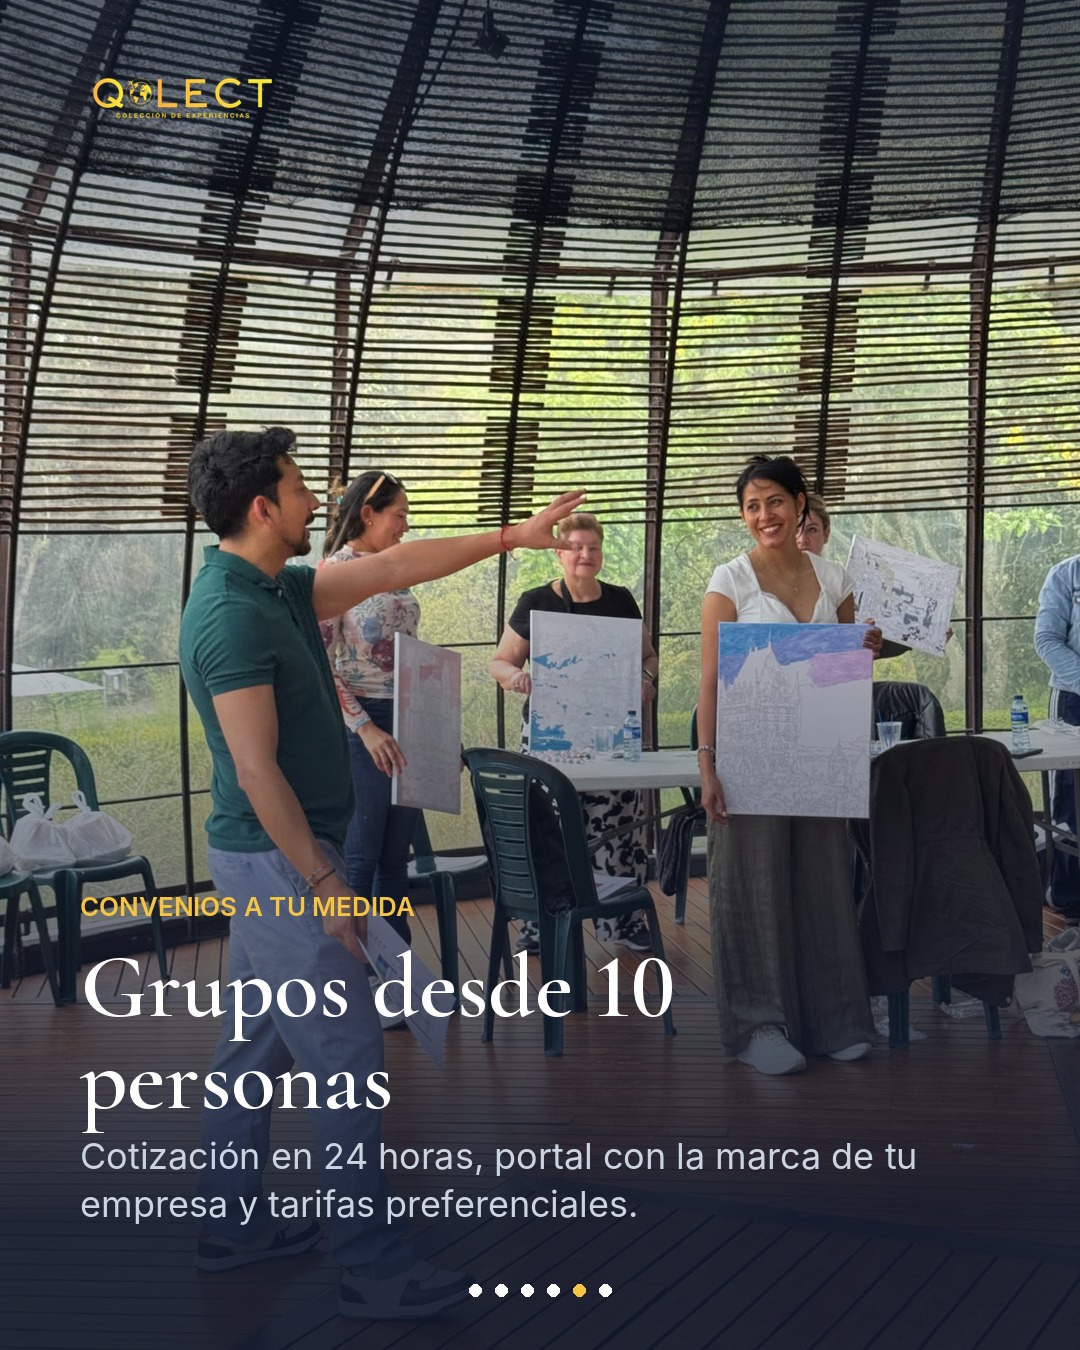 QOLECT
COLECCIÓN DE EXPERIENCIAS
CONVENIOS A TU MEDIDA
Grupos desde 10
personas
Cotización en 24 horas, portal con la marca de tu
empresa y tarifas preferenciales.